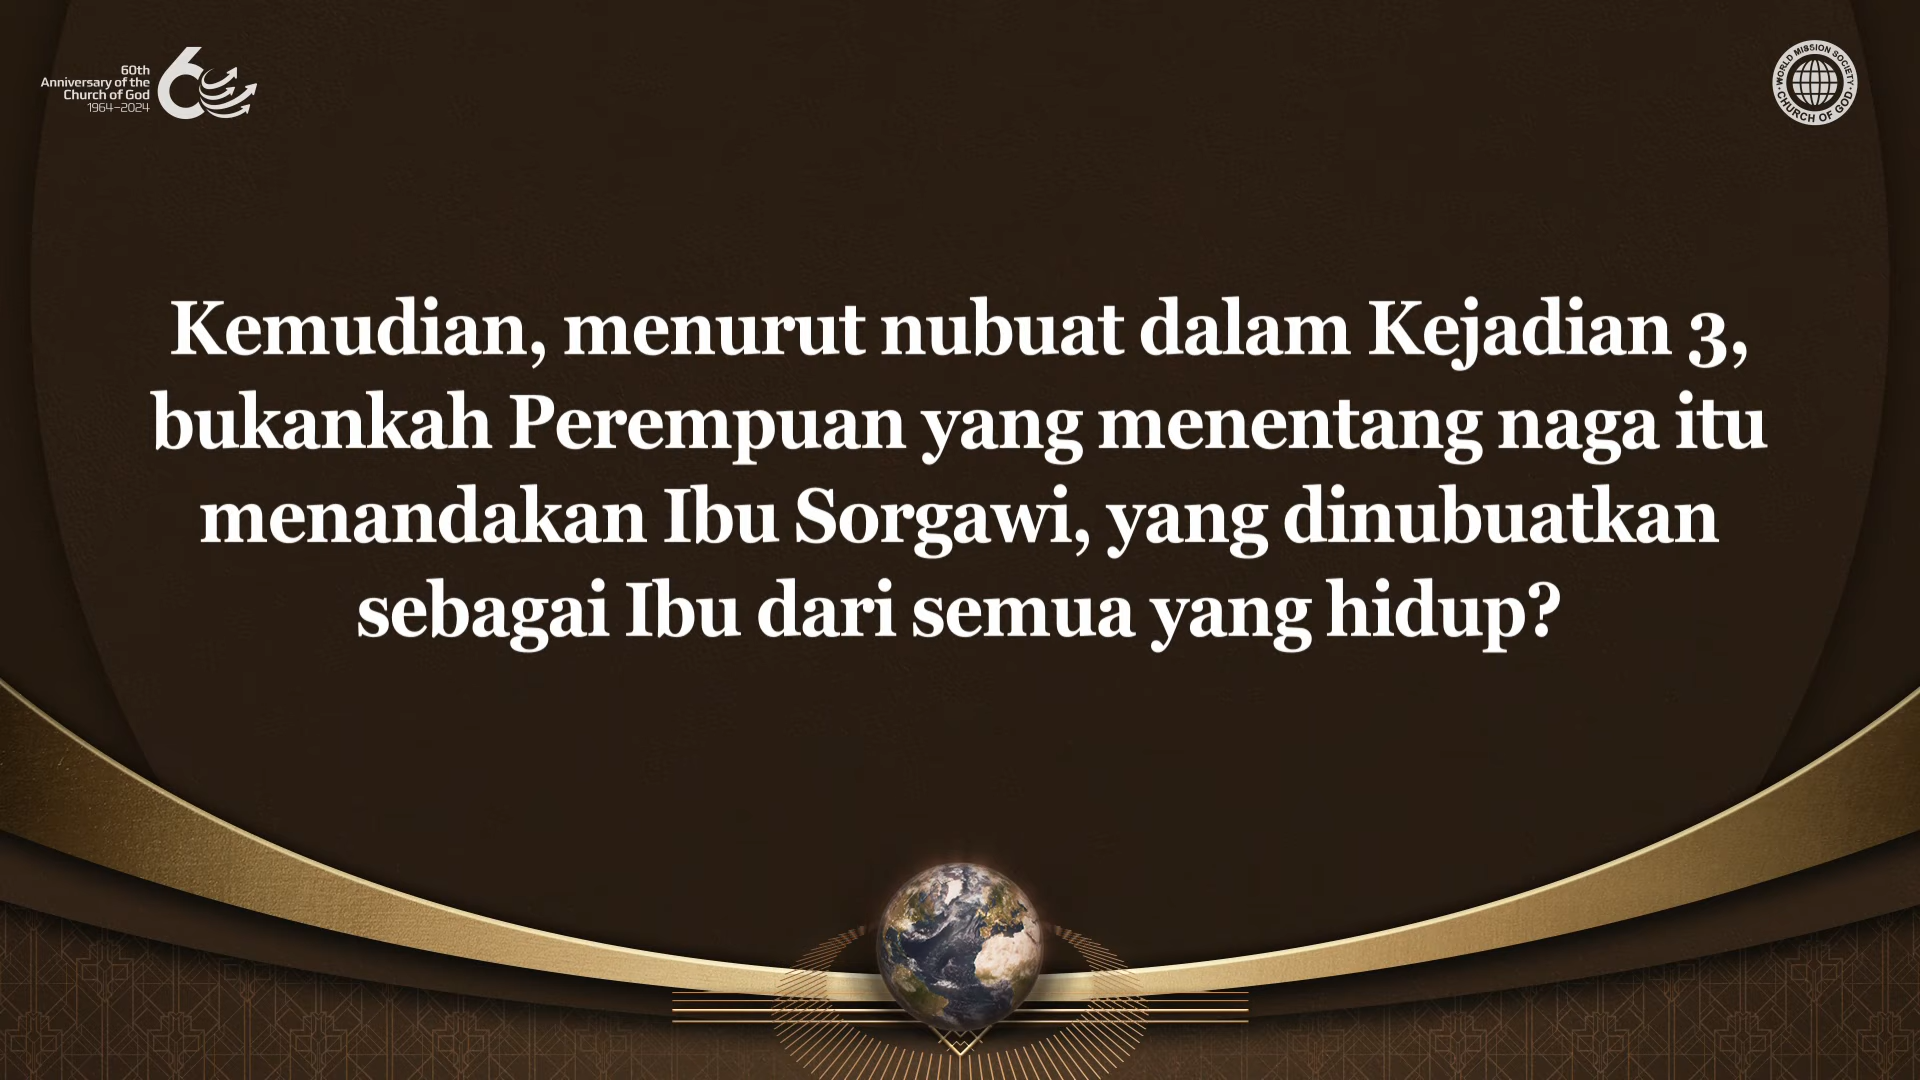 60th
Anniversary of the
Church of God
1964–2024
60
WORLD MISSION SOCIETY
CHURCH OF GOD
Kemudian, menurut nubuat dalam Kejadian 3,
bukankah Perempuan yang menentang naga itu
menandakan Ibu Sorgawi, yang dinubuatkan
sebagai Ibu dari semua yang hidup?